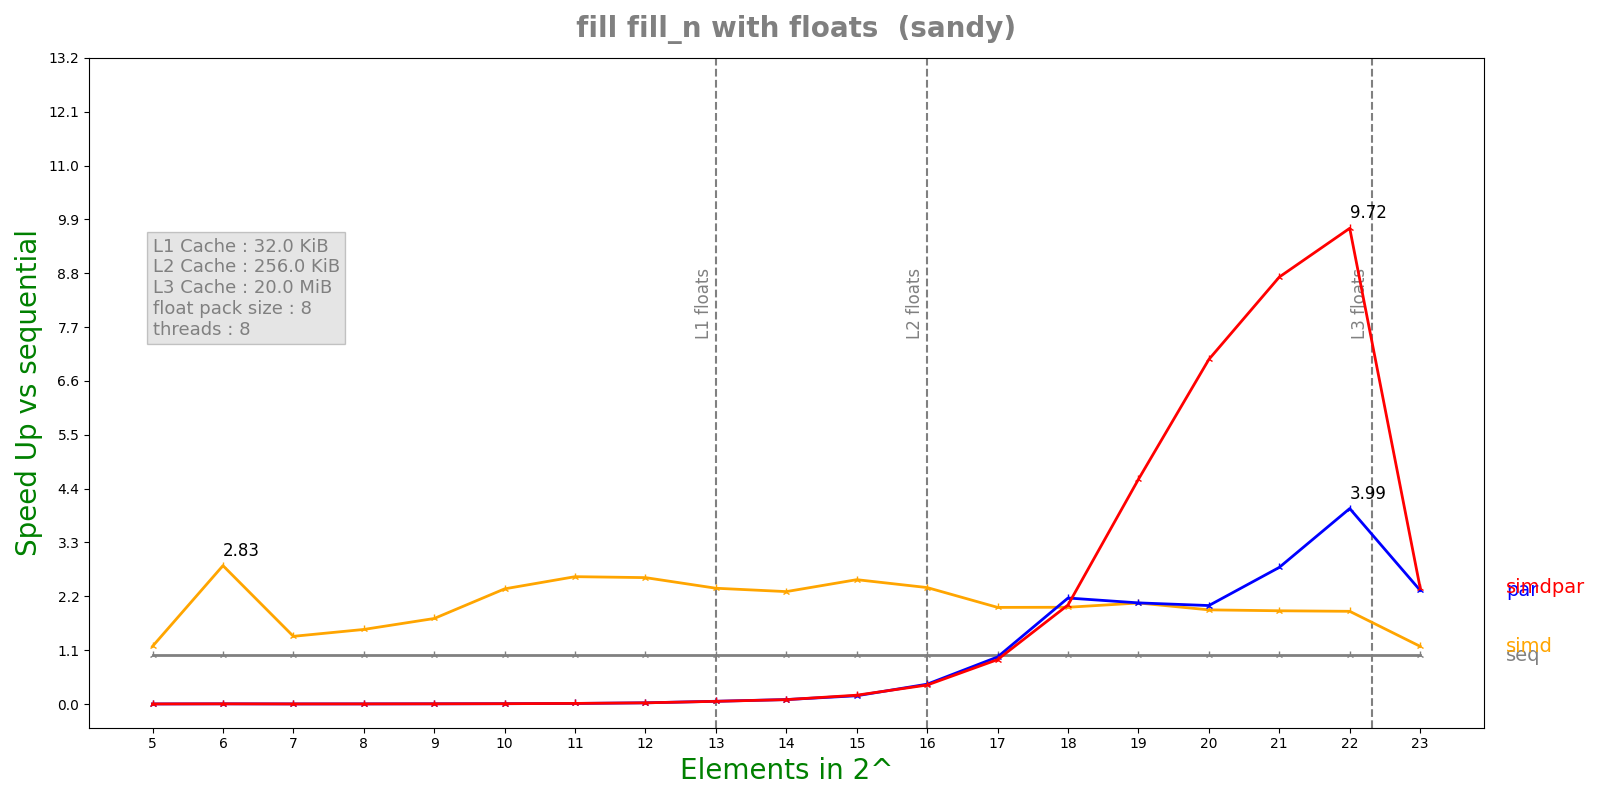 fill fill_n with floats (sandy)
Speed Up vs sequential
13.2
12.1
11.0
9.9
8.8
7.7
6.6
5.5
4.4
3.3
2.2
1.1
0.0
L1 Cache : 32.0 KiB
L2 Cache : 256.0 KiB
L3 Cache : 20.0 MiB
float pack size : 8
threads : 8
L1 floats
L2 floats
L3 floats
2.83
9.72
3.99
simdpar
par
simd
seq
5 6 7 8 9 10 11 12 13 14 15 16 17 18 19 20 21 22 23
Elements in 2^